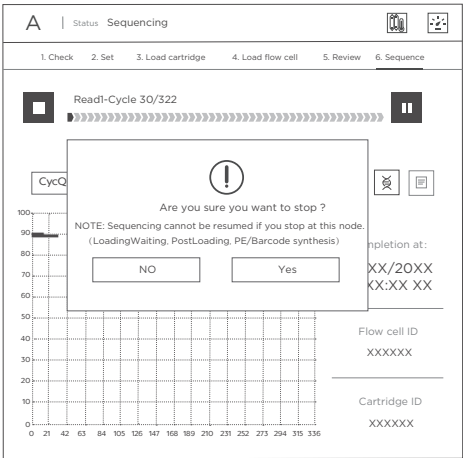 A | Status Sequencing
1. Check 2. Set 3. Load cartridge 4. Load flow cell 5. Review 6. Sequence
Read1-Cycle 30/322
CycQ
Are you sure you want to stop ?
NOTE: Sequencing cannot be resumed if you stop at this node.
(LoadingWaiting, PostLoading, PE/Barcode synthesis)
NO Yes
mpletion at:
XX/20XX
XX:XX XX
Flow cell ID
XXXXXX
Cartridge ID
XXXXXX
100
90
80
70
60
50
40
30
20
10
0
0 21 42 63 84 105 126 147 168 189 210 231 252 273 294 315 336